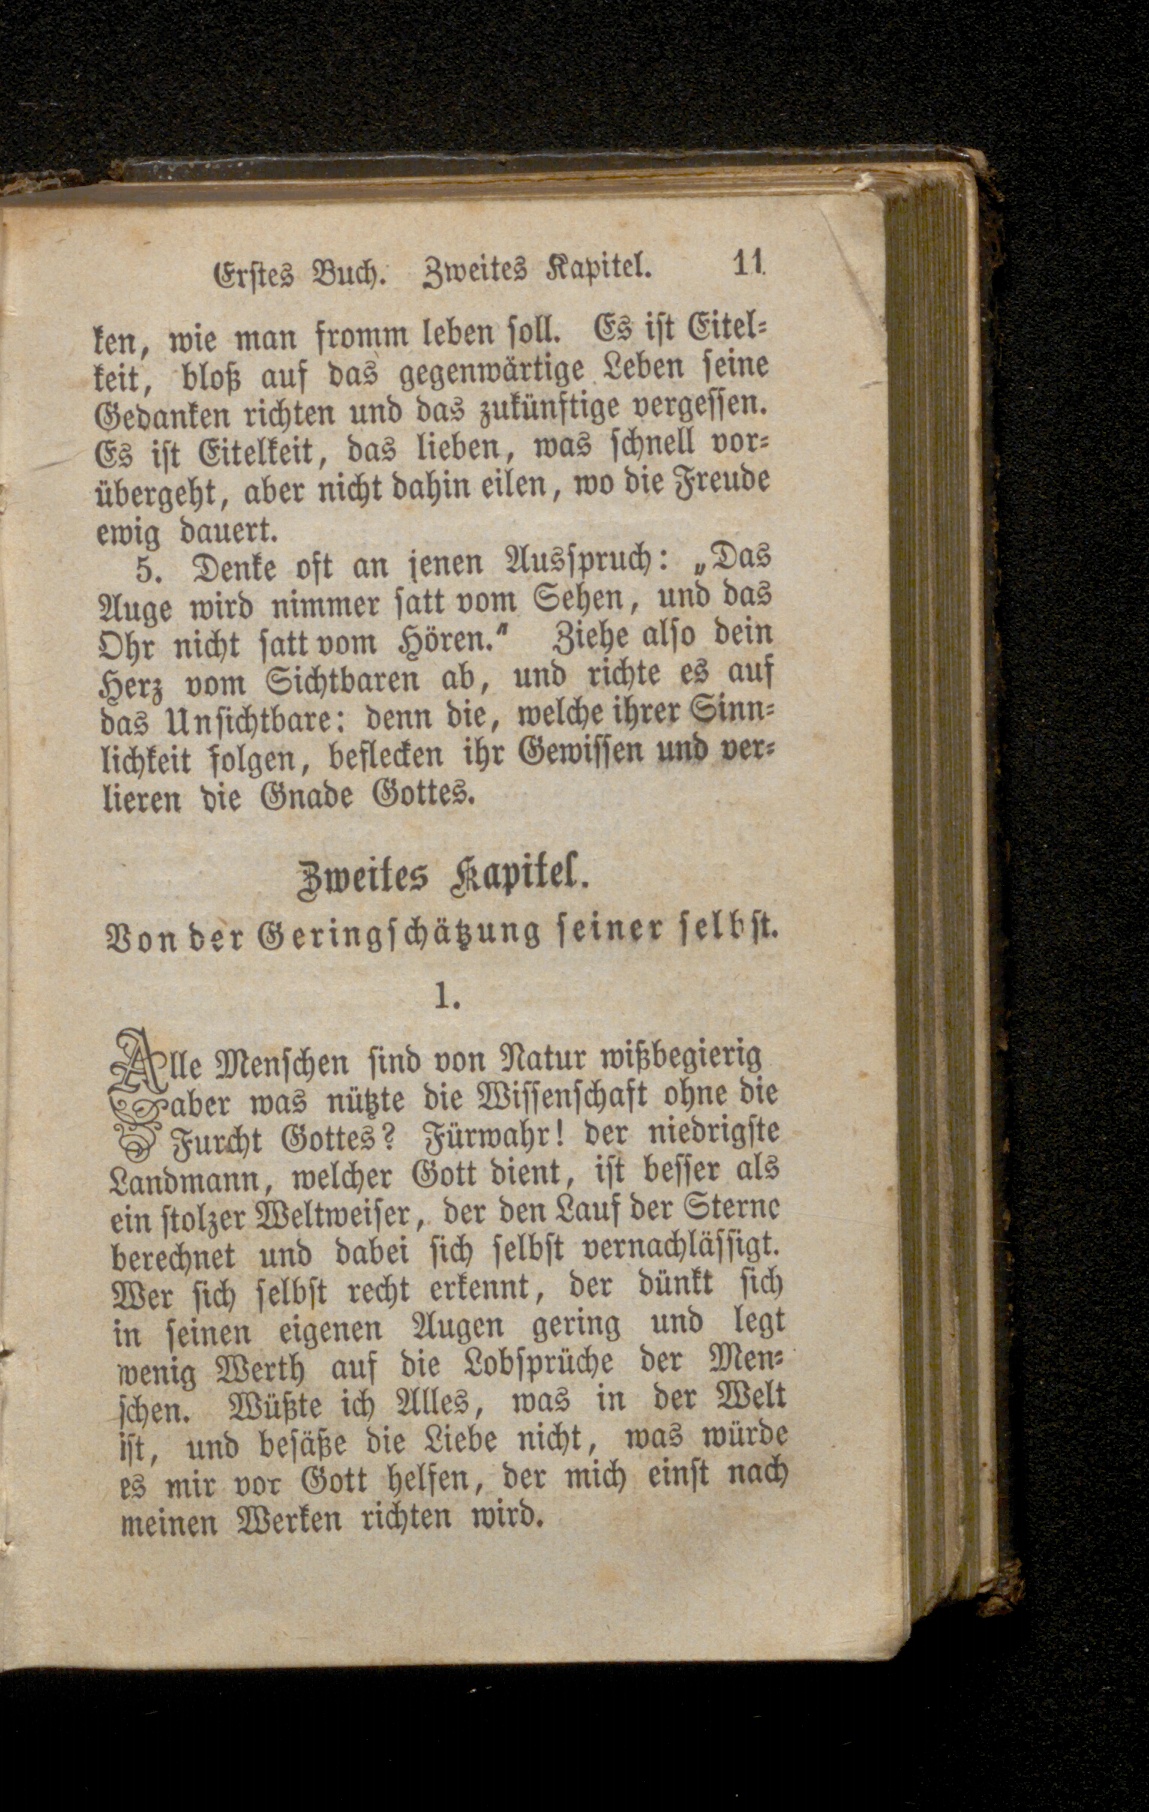 Erstes Buch. Zweites Kapitel. 11
ken, wie man fromm leben soll. Es ist Eitel-
keit, bloß auf das gegenwärtige Leben seine
Gedanken richten und das zukünftige vergessen.
Es ist Eitelkeit, das lieben, was schnell vor-
übergeht, aber nicht dahin eilen, wo die Freude
ewig dauert.
5. Denke oft an jenen Ausspruch: „Das
Auge wird nimmer satt vom Sehen, und das
Ohr nicht satt vom Hören.“ Ziehe also dein
Herz vom Sichtbaren ab, und richte es auf
das Unsichtbare: denn die, welche ihrer Sinn-
lichkeit folgen, beflecken ihr Gewissen und ver-
lieren die Gnade Gottes.
Zweites Kapitel.
Von der Geringschätzung seiner selbst.
1.
Alle Menschen sind von Natur wißbegierig
aber was nützte die Wissenschaft ohne die
Furcht Gottes? Fürwahr! der niedrigste
Landmann, welcher Gott dient, ist besser als
ein stolzer Weltweiser, der den Lauf der Sterne
berechnet und dabei sich selbst vernachlässigt.
Wer sich selbst recht erkennt, der dünkt sich
in seinen eigenen Augen gering und legt
wenig Werth auf die Lobsprüche der Men-
schen. Wüßte ich Alles, was in der Welt
ist, und besäße die Liebe nicht, was würde
es mir vor Gott helfen, der mich einst nach
meinen Werken richten wird.